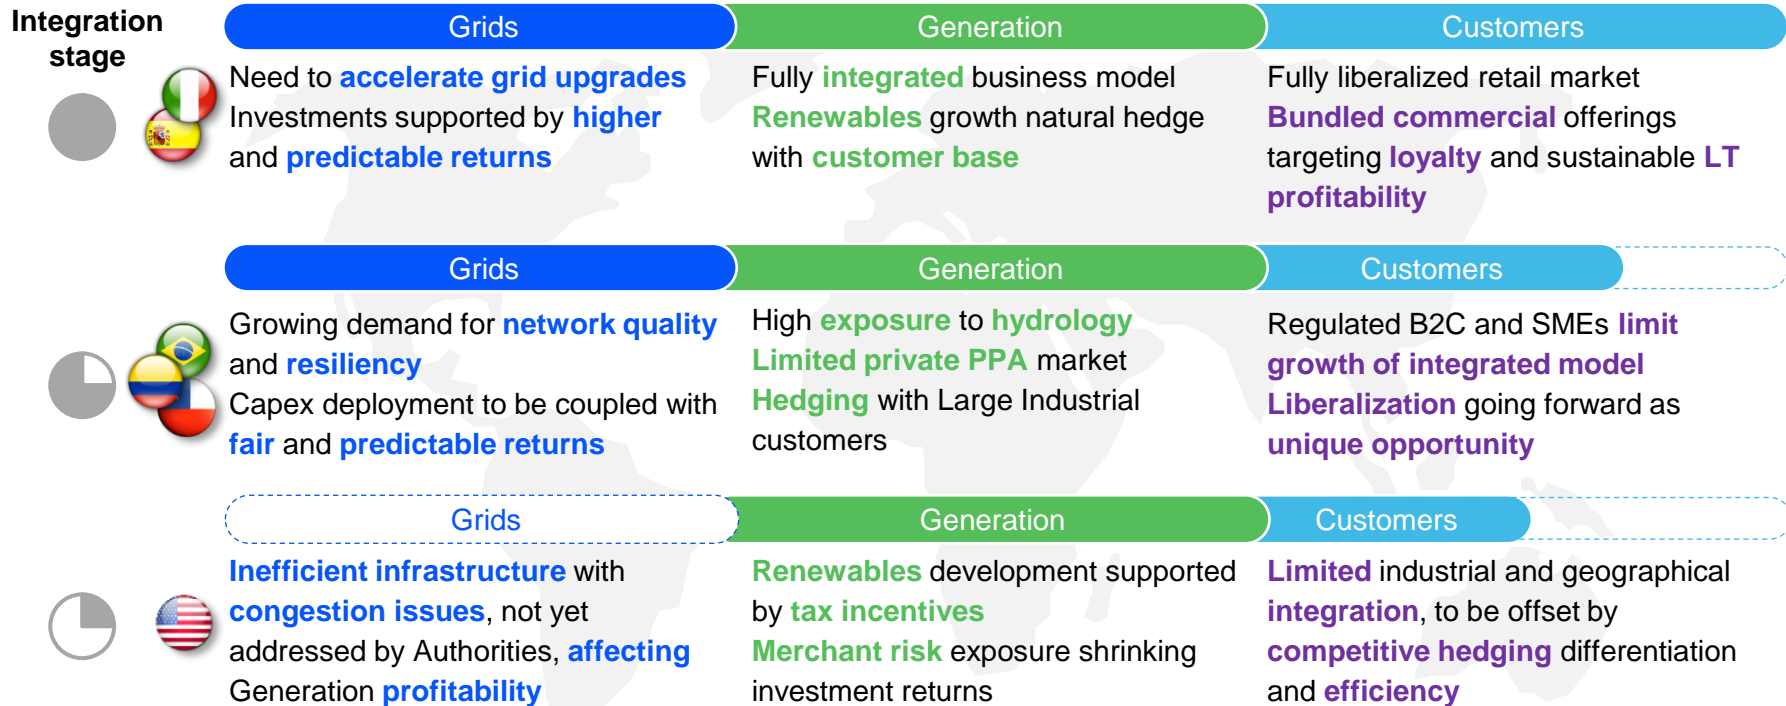 Integration
stage
Grids
Generation
Customers
Need to accelerate grid upgrades
Investments supported by higher
and predictable returns
Fully integrated business model
Renewables growth natural hedge
with customer base
Fully liberalized retail market
Bundled commercial offerings
targeting loyalty and sustainable LT
profitability
Grids
Generation
Customers
Growing demand for network quality
and resiliency
Capex deployment to be coupled with
fair and predictable returns
High exposure to hydrology
Limited private PPA market
Hedging with Large Industrial
customers
Regulated B2C and SMEs limit
growth of integrated model
Liberalization going forward as
unique opportunity
Grids
Generation
Customers
Inefficient infrastructure with
congestion issues, not yet
addressed by Authorities, affecting
Generation profitability
Renewables development supported
by tax incentives
Merchant risk exposure shrinking
investment returns
Limited industrial and geographical
integration, to be offset by
competitive hedging differentiation
and efficiency